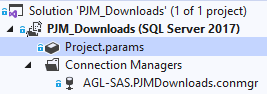 Solution 'PJM_Downloads' (1 of 1 project)
PJM_Downloads (SQL Server 2017)
Project.params
Connection Managers
AGL-SAS.PJMDownloads.conmgr